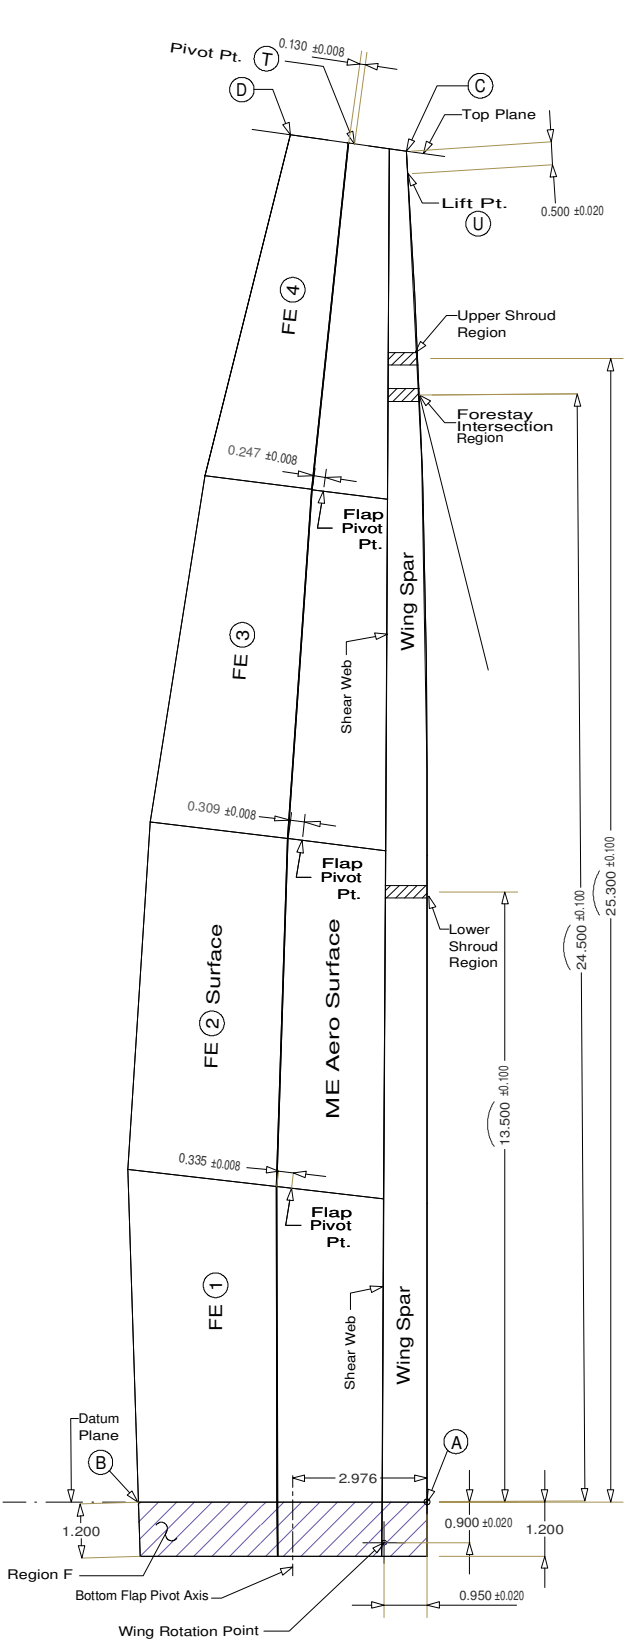 0.130 ±0.008
Pivot Pt. T
D
C
Top Plane
Lift Pt.
U
0.500 ±0.020
FE 4
Upper Shroud
Region
Forestay
Intersection
Region
0.247 ±0.008
Flap
Pivot
Pt.
Wing Spar
FE 3
Shear Web
0.309 ±0.008
Flap
Pivot
Pt.
25.300 ±0.100
24.500 ±0.100
Lower
Shroud
Region
FE 2 Surface
ME Aero Surface
13.500 ±0.100
0.335 ±0.008
Flap
Pivot
Pt.
FE 1
Shear Web
Wing Spar
Datum
Plane
B
A
2.976
1.200
0.900 ±0.020
1.200
Region F
Bottom Flap Pivot Axis
0.950 ±0.020
Wing Rotation Point